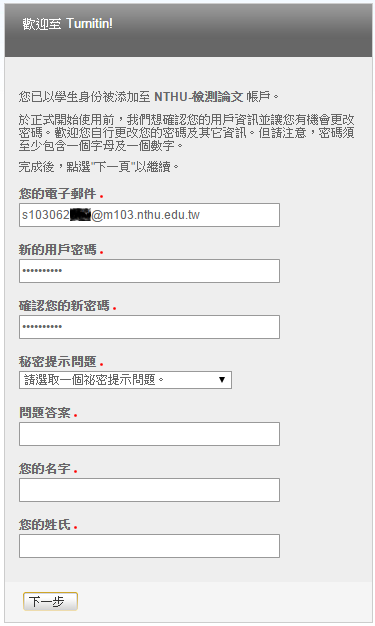 歡迎至 Turnitin!
您已以學生身份被添加至 NTHU-檢測論文 帳戶。
於正式開始使用前，我們想確認您的用戶資訊並讓您有機會更改
密碼。歡迎您自行更改您的密碼及其它資訊。但請注意，密碼須
至少包含一個字母及一個數字。
完成後，點選"下一頁"以繼續。
您的電子郵件 .
s103062 @m103.nthu.edu.tw
新的用戶密碼 .
••••••••••
確認您的新密碼 .
••••••••••
秘密提示問題 .
請選取一個祕密提示問題。
問題答案 .
您的名字 .
您的姓氏 .
下一步